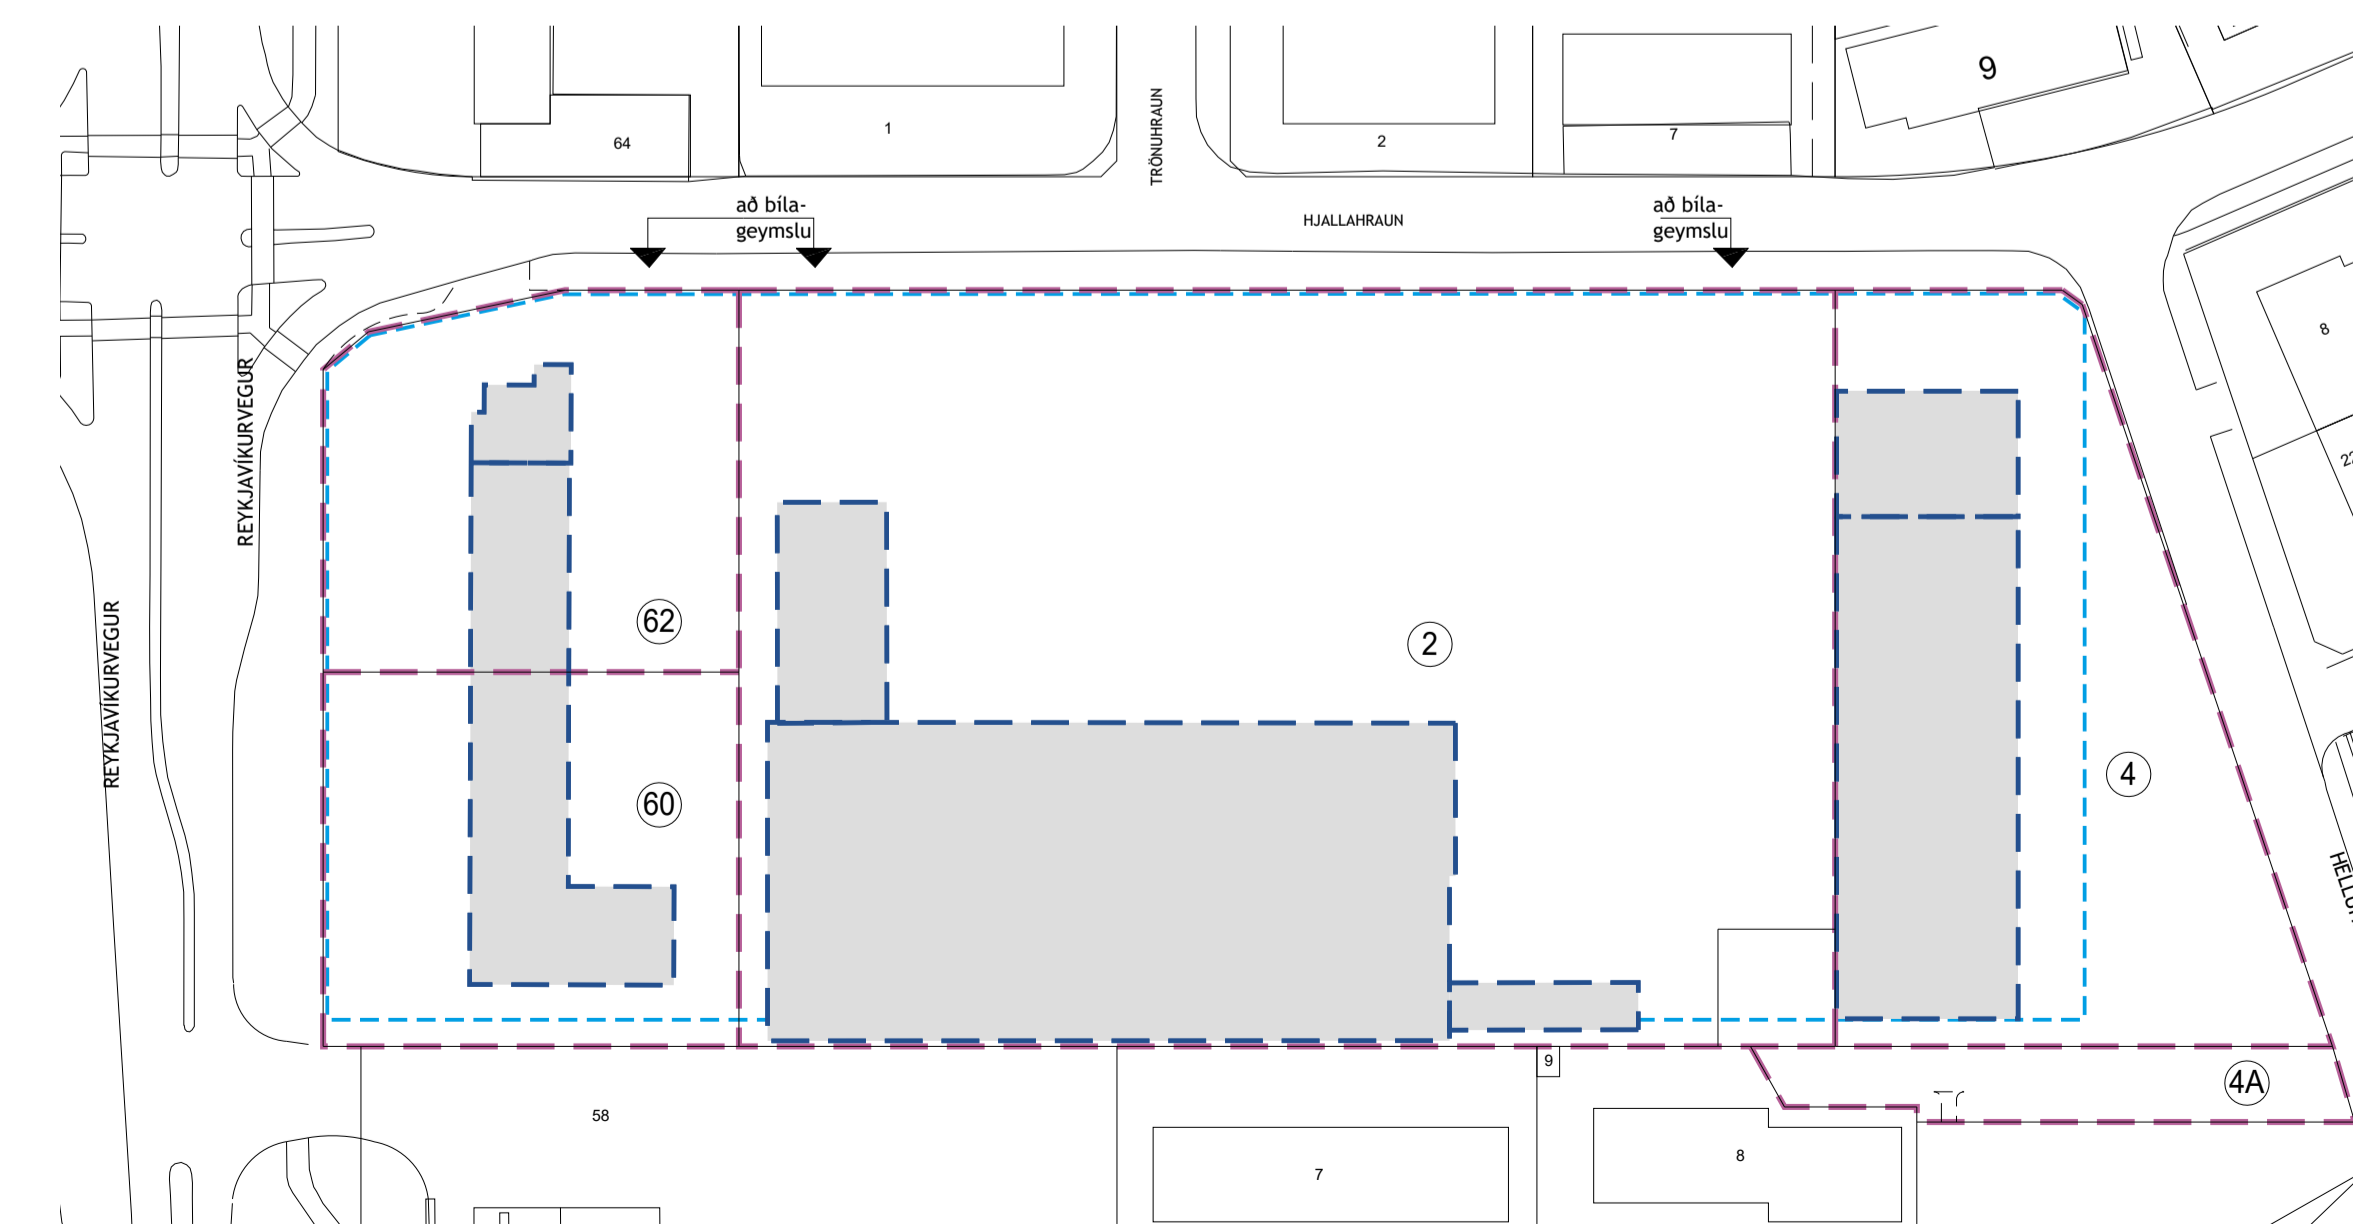 9
64
1
2
7
TRÖNUHRAUN
að bíla-
geymslu
HJALLAHRAUN
að bíla-
geymslu
8
REYKJAVÍKURVEGUR
62
2
REYKJAVÍKURVEGUR
60
4
9
4A
58
7
8